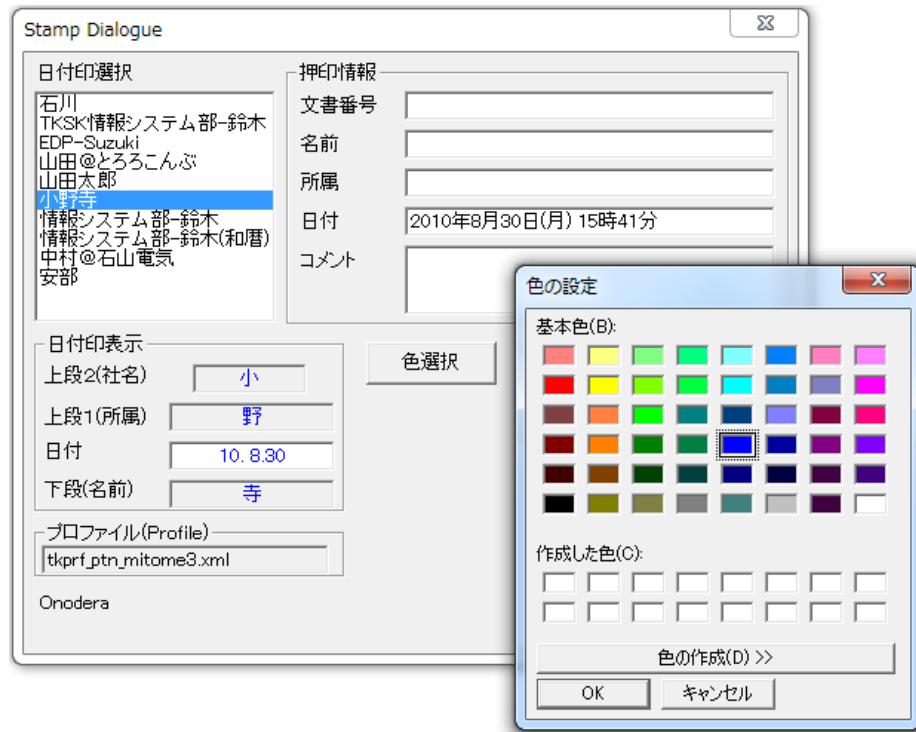 Stamp Dialogue
日付印選択
石川
TKSK情報システム部-鈴木
EDP-Suzuki
山田@とろろこんぶ
山田太郎
小野寺
情報システム部-鈴木
情報システム部-鈴木(和暦)
中村@石山電気
安部
押印情報
文書番号
名前
所属
日付
2010年8月30日(月) 15時41分
コメント
日付印表示
上段2(社名)
小
上段1(所属)
野
日付
10. 8.30
下段(名前)
寺
色選択
プロファイル(Profile)
tkprf_ptn_mitome3.xml
Onodera
色の設定
基本色(B):
作成した色(C):
色の作成(D) >>
OK
キャンセル